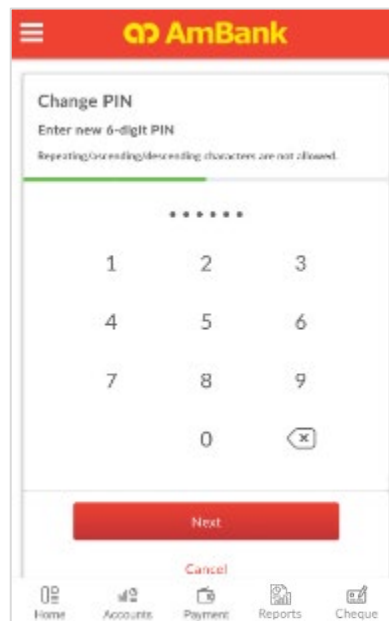 AmBank
Change PIN
Enter new 6-digit PIN
Repeating/ascending/descending characters are not allowed.
••••••
1 2 3
4 5 6
7 8 9
0
Next
Cancel
Home Accounts Payment Reports Cheque